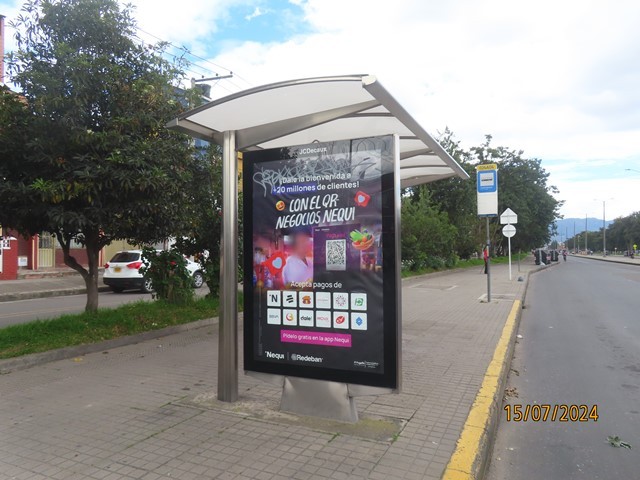 JCDecaux
¡Dale la bienvenida a
+20 millones de clientes!
CON EL QR
NEGOCIOS NEQUI
Acepta pagos de
Pídelo gratis en la app Nequi
Nequi Redeban
15/07/2024